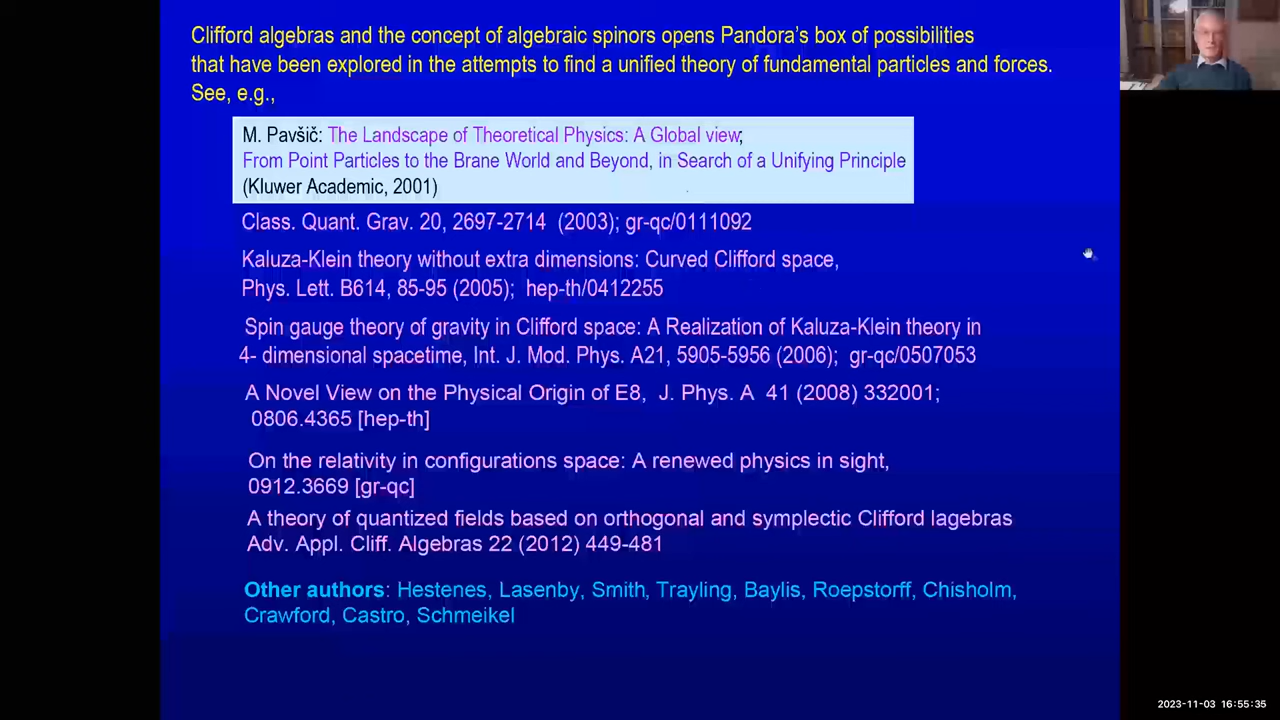 Clifford algebras and the concept of algebraic spinors opens Pandora's box of possibilities
that have been explored in the attempts to find a unified theory of fundamental particles and forces.
See, e.g.,
M. Pavšič: The Landscape of Theoretical Physics: A Global view;
From Point Particles to the Brane World and Beyond, in Search of a Unifying Principle
(Kluwer Academic, 2001)
Class. Quant. Grav. 20, 2697-2714 (2003); gr-qc/0111092
Kaluza-Klein theory without extra dimensions: Curved Clifford space,
Phys. Lett. B614, 85-95 (2005); hep-th/0412255
Spin gauge theory of gravity in Clifford space: A Realization of Kaluza-Klein theory in
4- dimensional spacetime, Int. J. Mod. Phys. A21, 5905-5956 (2006); gr-qc/0507053
A Novel View on the Physical Origin of E8, J. Phys. A 41 (2008) 332001;
0806.4365 [hep-th]
On the relativity in configurations space: A renewed physics in sight,
0912.3669 [gr-qc]
A theory of quantized fields based on orthogonal and symplectic Clifford lagebras
Adv. Appl. Cliff. Algebras 22 (2012) 449-481
Other authors: Hestenes, Lasenby, Smith, Trayling, Baylis, Roepstorff, Chisholm,
Crawford, Castro, Schmeikel
2023-11-03 16:55:35